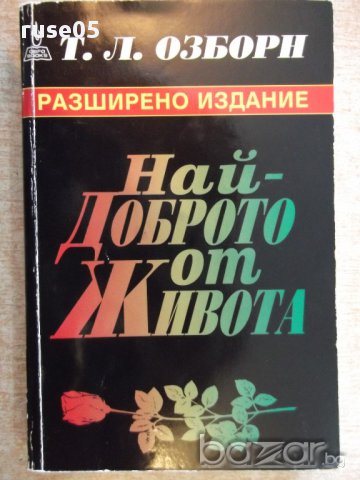 ruse05
Т. Л. ОЗБОРН
РАЗШИРЕНО ИЗДАНИЕ
Най-
ДОБРОТО
от
ЖИВОТА
bazar.bg